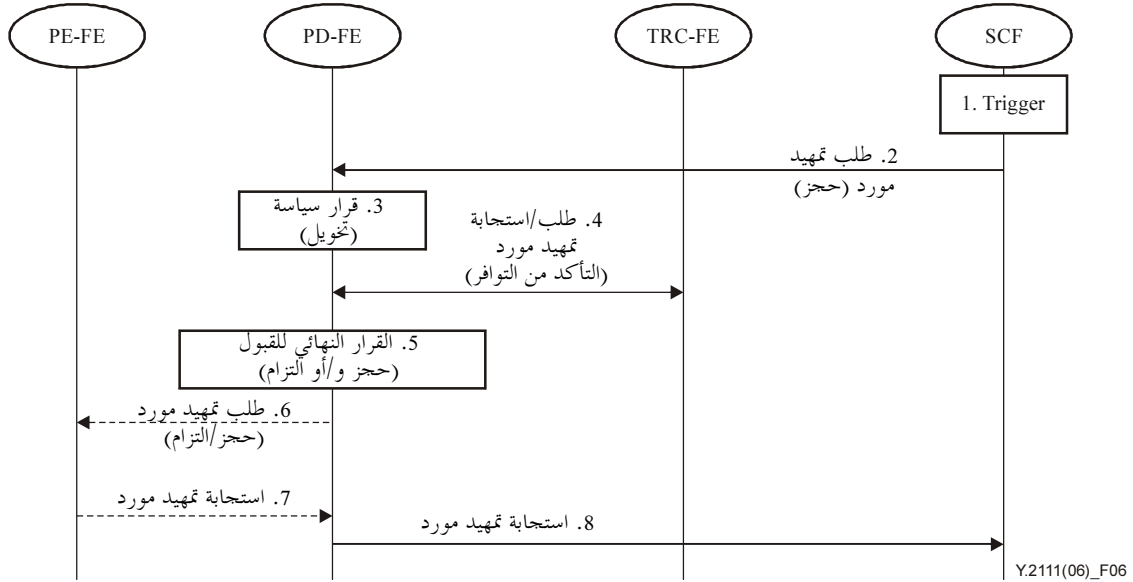 PE-FE
PD-FE
TRC-FE
SCF
1. Trigger
2. طلب تمهيد
مورد (حجز)
3. قرار سياسة
(تخويل)
4. طلب/استجابة
تمهيد مورد
(التأكد من التوافر)
5. القرار النهائي للقبول
(حجز و/أو التزام)
6. طلب تمهيد مورد
(حجز/التزام)
7. استجابة تمهيد مورد
8. استجابة تمهيد مورد
Y.2111(06)_F06